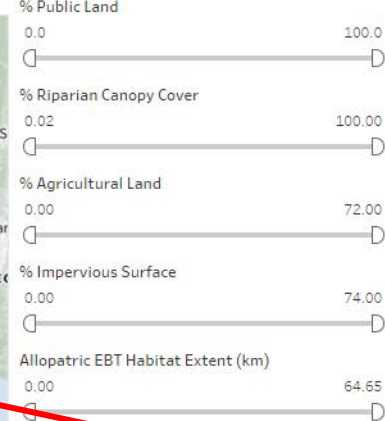 % Public Land
0.0 100.0
% Riparian Canopy Cover
0.02 100.00
% Agricultural Land
0.00 72.00
% Impervious Surface
0.00 74.00
Allopatric EBT Habitat Extent (km)
0.00 64.65